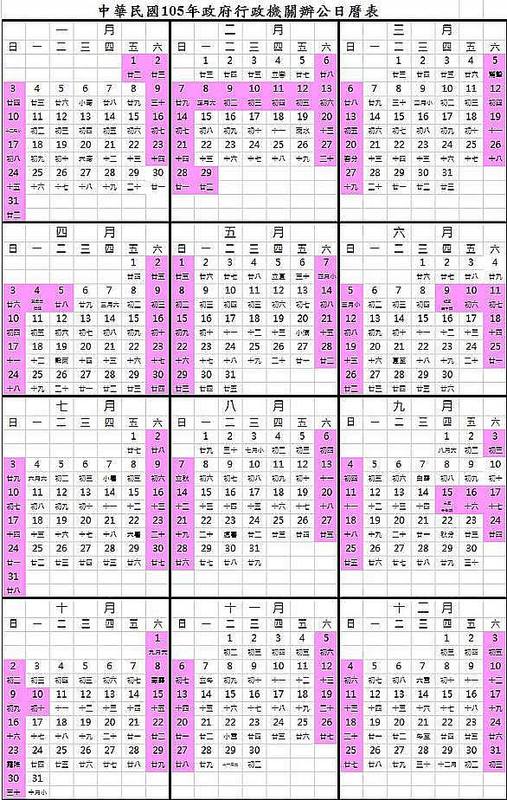 中華民國105年政府行政機關辦公日曆表
一 月
日 一 二 三 四 五 六
1 2
廿二 廿三
3 4 5 6 7 8 9
廿四 廿五 廿六 小寒 廿八 廿九 三十
10 11 12 13 14 15 16
初二 初三 初四 初五 初六 初七
17 18 19 20 21 22 23
初八 初九 初十 十二 十三 十四
24 25 26 27 28 29 30
十五 十六 十七 十八 十九 二十 廿一
31
廿二
二 月
日 一 二 三 四 五 六
1 2 3 4 5 6
廿三 廿四 廿五 立春 廿七 廿八
7 8 9 10 11 12 13
廿九 初二 初三 初四 初五 初六
14 15 16 17 18 19 20
初七 初八 初九 初十 十一 雨水 十三
21 22 23 24 25 26 27
十四 十五 十六 十七 十八 十九 二十
28 29
廿一 廿二
三 月
日 一 二 三 四 五 六
1 2 3 4 5
廿三 廿四 廿五 廿六 驚蟄
6 7 8 9 10 11 12
廿八 廿九 三十 二月小 初二 初三 初四
13 14 15 16 17 18 19
初五 初六 初七 初八 初九 初十 十一
20 21 22 23 24 25 26
春分 十三 十四 十五 十六 十七 十八
27 28 29 30 31
十九 二十 廿一 廿二 廿三
四 月
日 一 二 三 四 五 六
1 2
廿四 廿五
3 4 5 6 7 8 9
廿六 廿八 廿九 初二 初三
10 11 12 13 14 15 16
初四 初五 初六 初七 初八 初九 初十
17 18 19 20 21 22 23
十一 十二 穀雨 十四 十五 十六 十七
24 25 26 27 28 29 30
十八 十九 二十 廿一 廿二 廿三 廿四
五 月
日 一 二 三 四 五 六
1 2 3 4 5 6 7
廿五 廿六 廿七 廿八 立夏 三十 四月小
8 9 10 11 12 13 14
初二 初三 初四 初五 初六 初七 初八
15 16 17 18 19 20 21
初九 初十 十一 十二 十三 小滿 十五
22 23 24 25 26 27 28
十六 十七 十八 十九 二十 廿一 廿二
29 30 31
廿三 廿四 廿五
六 月
日 一 二 三 四 五 六
1 2 3 4
廿六 廿七 廿八 廿九
5 6 7 8 9 10 11
五月小 初二 初三 初四 初六 初七
12 13 14 15 16 17 18
初八 初九 初十 十一 十二 十三 十四
19 20 21 22 23 24 25
十五 十六 夏至 十八 十九 二十 廿一
26 27 28 29 30
廿二 廿三 廿四 廿五 廿六
七 月
日 一 二 三 四 五 六
1 2
廿七 廿八
3 4 5 6 7 8 9
廿九 六月大 初二 初三 小暑 初五 初六
10 11 12 13 14 15 16
初七 初八 初九 初十 十一 十二 十三
17 18 19 20 21 22 23
十四 十五 十六 十七 十八 二十
24 25 26 27 28 29 30
廿一 廿二 廿三 廿四 廿五 廿六 廿七
31
廿八
八 月
日 一 二 三 四 五 六
1 2 3 4 5 6
廿九 三十 七月小 初二 初三 初四
7 8 9 10 11 12 13
立秋 初六 初七 初八 初九 初十 十一
14 15 16 17 18 19 20
十二 十三 十四 十五 十六 十七 十八
21 22 23 24 25 26 27
十九 二十 處暑 廿二 廿三 廿四 廿五
28 29 30 31
廿六 廿七 廿八 廿九
九 月
日 一 二 三 四 五 六
1 2 3
八月大 初二 初三
4 5 6 7 8 9 10
初四 初五 初六 白露 初八 初九 初十
11 12 13 14 15 16 17
十一 十二 十三 十四 十六 十七
18 19 20 21 22 23 24
十八 十九 二十 廿一 秋分 廿三 廿四
25 26 27 28 29 30
廿五 廿六 廿七 廿八 廿九 三十
十 月
日 一 二 三 四 五 六
1
九月大
2 3 4 5 6 7 8
初二 初三 初四 初五 初六 初七 寒露
9 10 11 12 13 14 15
初九 初十 十一 十二 十三 十四 十五
16 17 18 19 20 21 22
十六 十七 十八 十九 二十 廿一 廿二
23 24 25 26 27 28 29
霜降 廿四 廿五 廿六 廿七 廿八 廿九
30 31
三十 十月小
十 一 月
日 一 二 三 四 五 六
1 2 3 4 5
初二 初三 初四 初五 初六
6 7 8 9 10 11 12
初七 立冬 初九 初十 十一 十二 十三
13 14 15 16 17 18 19
十四 十五 十六 十七 十八 十九 二十
20 21 22 23 24 25 26
廿一 廿二 小雪 廿四 廿五 廿六 廿七
27 28 29 30
廿八 廿九 初二
十 二 月
日 一 二 三 四 五 六
1 2 3
初三 初四 初五
4 5 6 7 8 9 10
初六 初七 初八 初十 十一 十二
11 12 13 14 15 16 17
十三 十四 十五 十六 十七 十八 十九
18 19 20 21 22 23 24
二十 廿一 廿二 冬至 廿四 廿五 廿六
25 26 27 28 29 30 31
廿七 廿八 廿九 三十 初二 初三